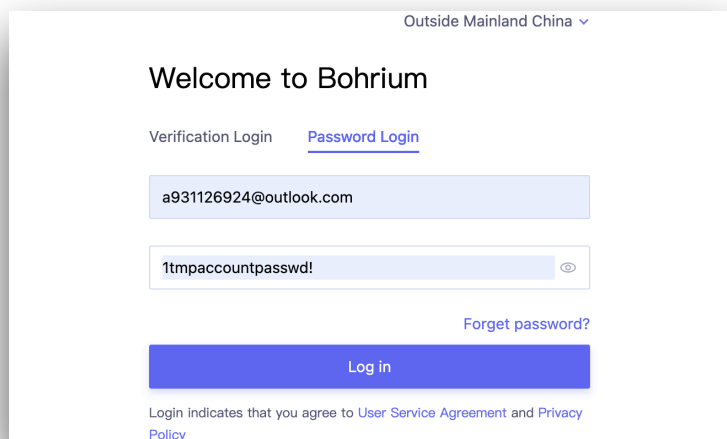 Outside Mainland China
Welcome to Bohrium
Verification Login Password Login
a931126924@outlook.com
1tmpaccountpasswd!
Forget password?
Log in
Login indicates that you agree to User Service Agreement and Privacy
Policy